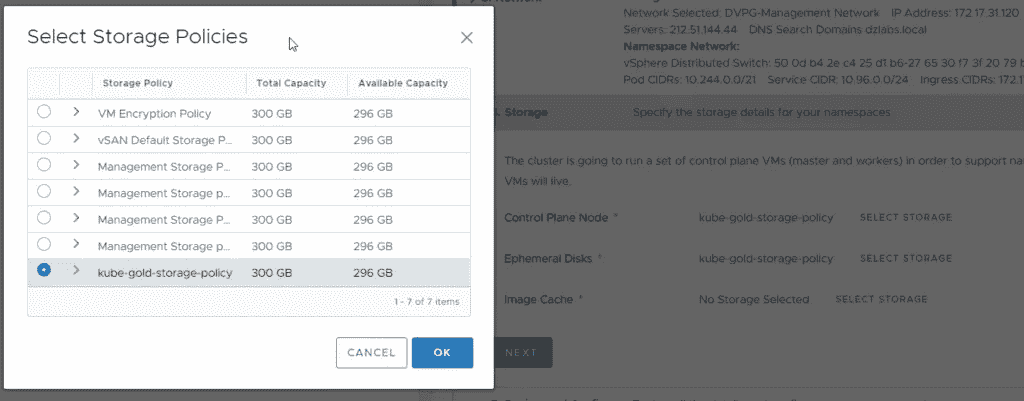 Select Storage Policies
Storage Policy Total Capacity Available Capacity
VM Encryption Policy 300 GB 296 GB
vSAN Default Storage P... 300 GB 296 GB
Management Storage P... 300 GB 296 GB
Management Storage p... 300 GB 296 GB
Management Storage P... 300 GB 296 GB
Management Storage p... 300 GB 296 GB
kube-gold-storage-policy 300 GB 296 GB
1 - 7 of 7 items
CANCEL OK
Network Selected: DVPG-Management Network IP Address: 172.17.31.120
Servers: 212.51.144.44 DNS Search Domains dzlabs.local
Namespace Network:
vSphere Distributed Switch: 50 0d b4 2e c4 25 d1 b6-27 65 30 f7 3f 20 79
Pod CIDRs: 10.244.0.0/21 Service CIDR: 10.96.0.0/24 Ingress CIDRs: 172.1
Storage Specify the storage details for your namespaces
The cluster is going to run a set of control plane VMs (master and workers) in order to support
VMs will live.
Control Plane Node * kube-gold-storage-policy SELECT STORAGE
Ephemeral Disks * kube-gold-storage-policy SELECT STORAGE
Image Cache * No Storage Selected SELECT STORAGE
NEXT